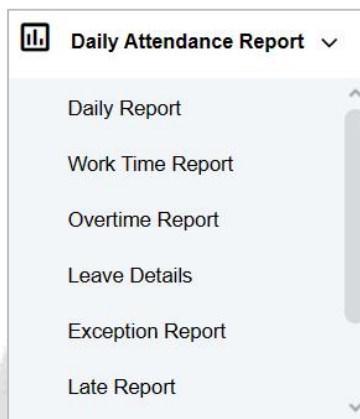 Daily Attendance Report
Daily Report
Work Time Report
Overtime Report
Leave Details
Exception Report
Late Report